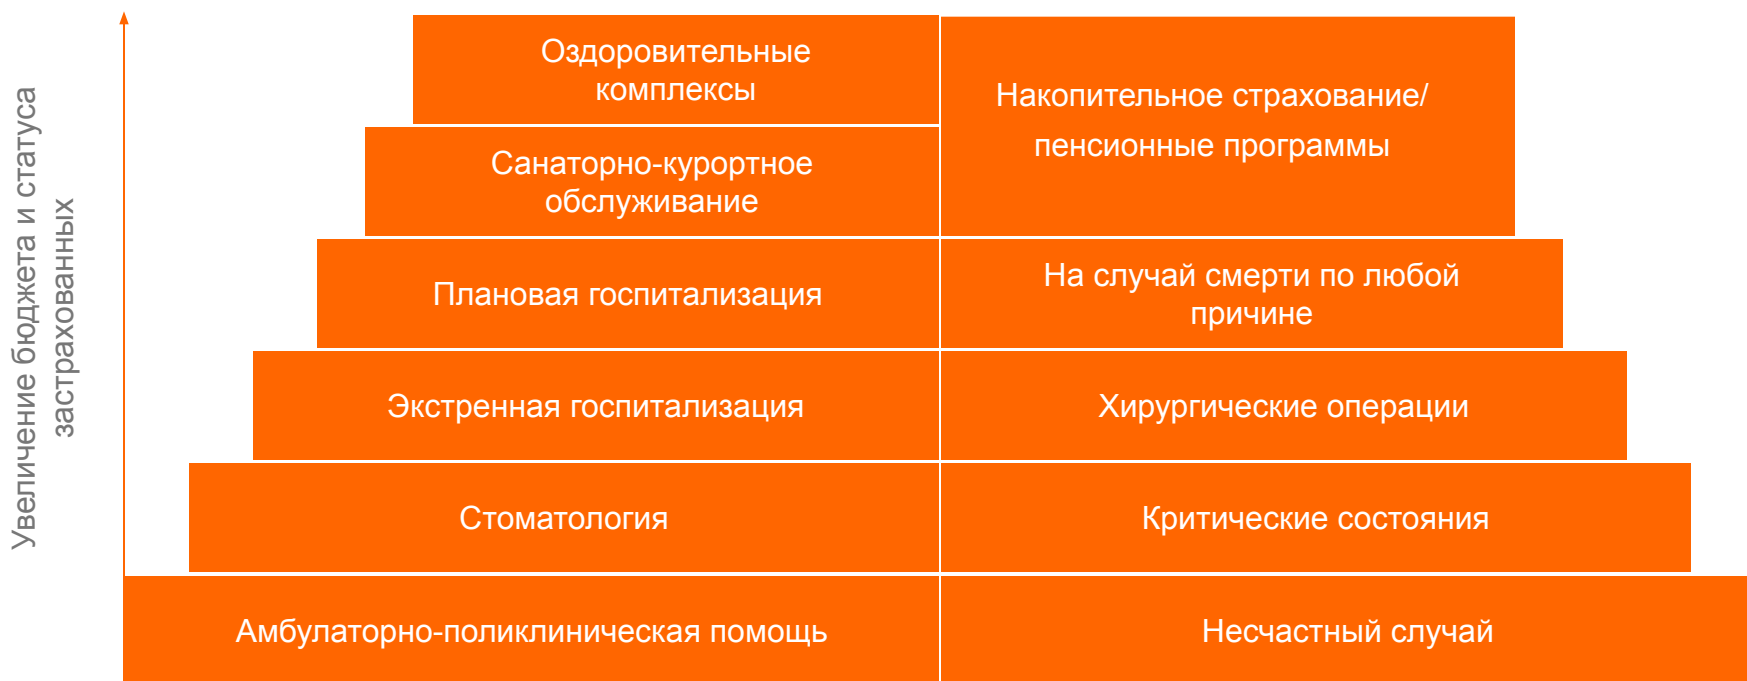 Увеличение бюджета и статуса
застрахованных
Оздоровительные
комплексы
Накопительное страхование/
пенсионные программы
Санаторно-курортное
обслуживание
Плановая госпитализация
На случай смерти по любой
причине
Экстренная госпитализация
Хирургические операции
Стоматология
Критические состояния
Амбулаторно-поликлиническая помощь
Несчастный случай